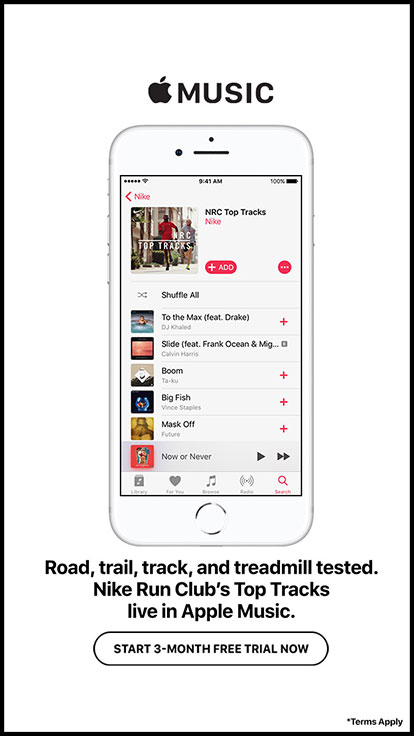 MUSIC
9:41 AM
100%
Nike
NRC Top Tracks
Nike
NRC
TOP TRACKS
+ ADD
Shuffle All
To the Max (feat. Drake)
DJ Khaled
Slide (feat. Frank Ocean & Mig... E
Calvin Harris
Boom
Ta-ku
Big Fish
Vince Staples
Mask Off
Future
Now or Never
Library For You Browse Radio Search
Road, trail, track, and treadmill tested.
Nike Run Club’s Top Tracks
live in Apple Music.
START 3-MONTH FREE TRIAL NOW
*Terms Apply